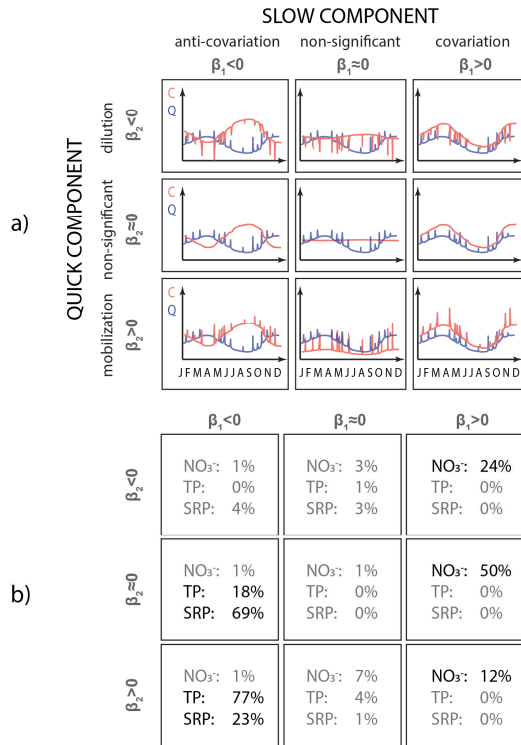 SLOW COMPONENT
anti-covariation non-significant covariation
β₁<0 β₁≈0 β₁>0
a)
QUICK COMPONENT
dilution
β₂<0
non-significant
β₂≈0
mobilization
β₂>0
C
Q
C
Q
C
Q
J F M A M J J A S O N D J F M A M J J A S O N D J F M A M J J A S O N D
β₁<0 β₁≈0 β₁>0
b)
β₂<0
NO₃⁻: 1% NO₃⁻: 3% NO₃⁻: 24%
TP: 0% TP: 1% TP: 0%
SRP: 4% SRP: 3% SRP: 0%
β₂≈0
NO₃⁻: 1% NO₃⁻: 1% NO₃⁻: 50%
TP: 18% TP: 0% TP: 0%
SRP: 69% SRP: 0% SRP: 0%
β₂>0
NO₃⁻: 1% NO₃⁻: 7% NO₃⁻: 12%
TP: 77% TP: 4% TP: 0%
SRP: 23% SRP: 1% SRP: 0%